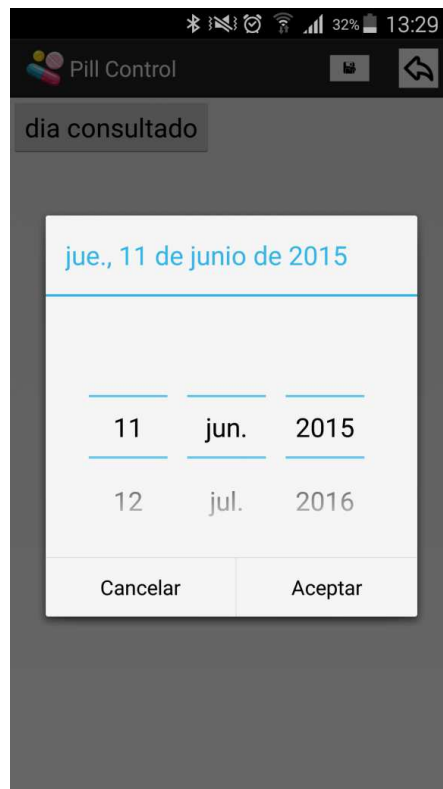 32% 13:29
Pill Control
dia consultado
jue., 11 de junio de 2015
11 jun. 2015
12 jul. 2016
Cancelar Aceptar